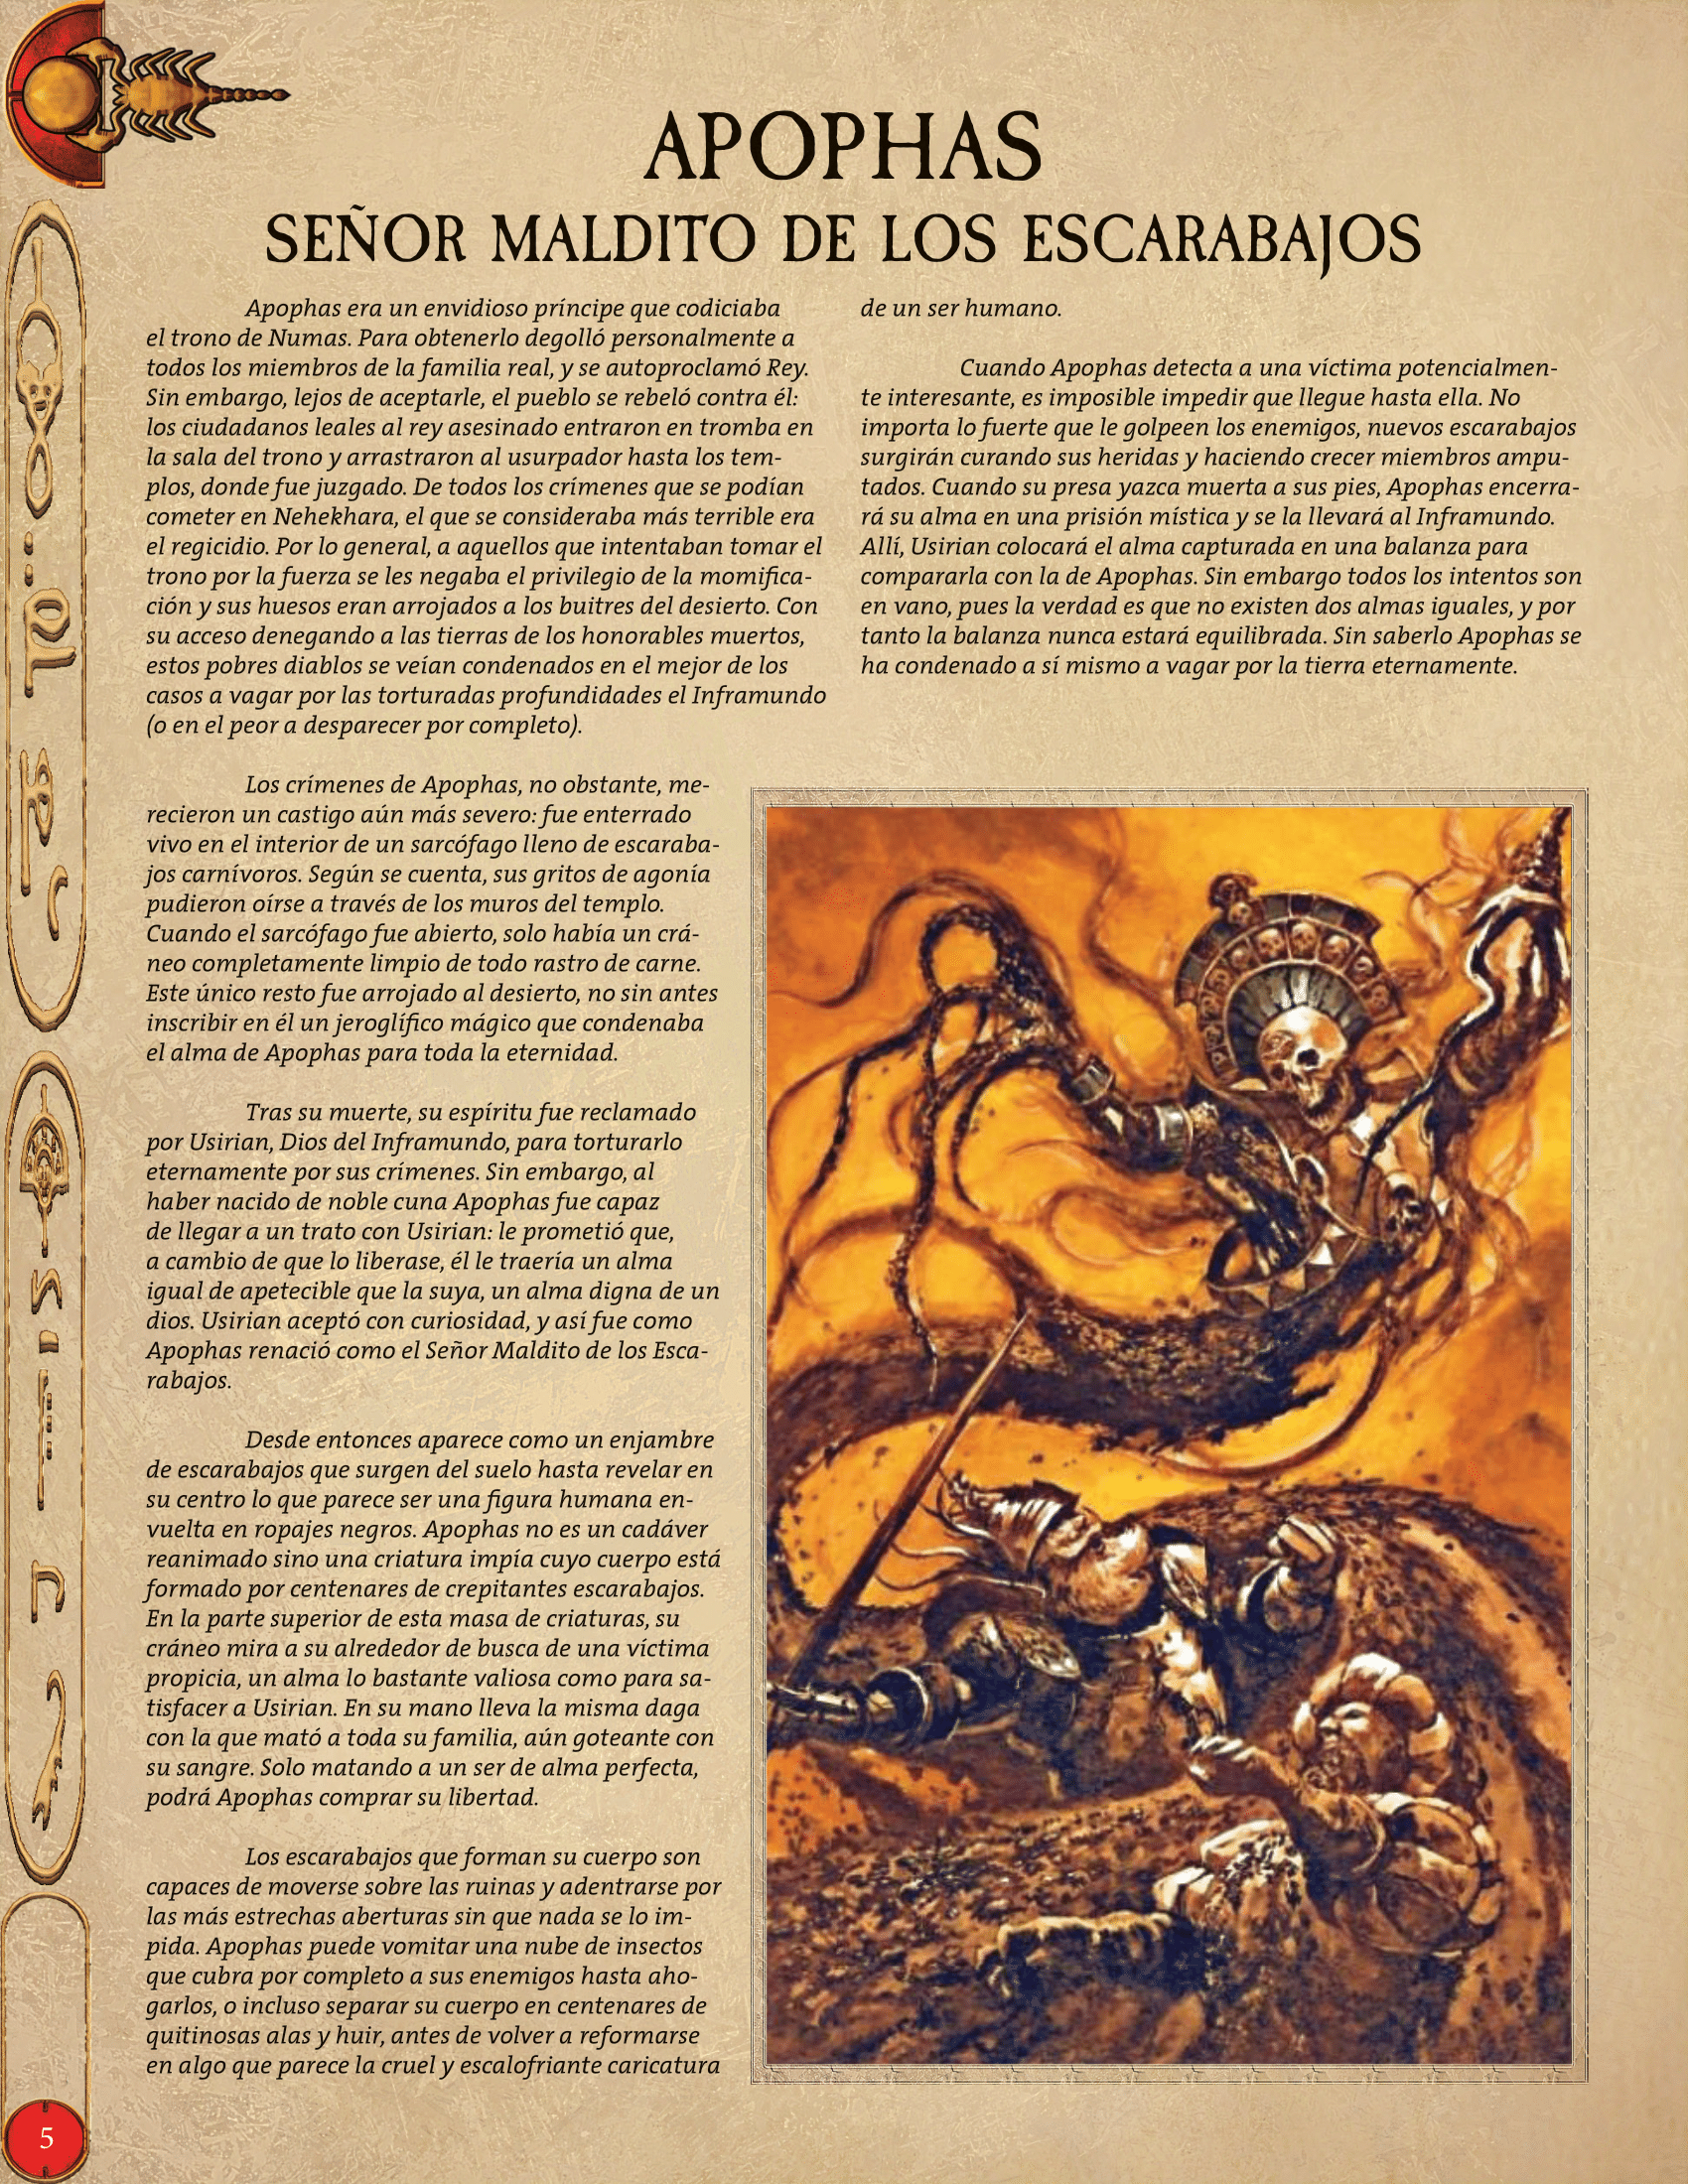 APOPHAS
SEÑOR MALDITO DE LOS ESCARABAJOS
Apophas era un envidioso príncipe que codiciaba
el trono de Numas. Para obtenerlo degolló personalmente a
todos los miembros de la familia real, y se autoproclamó Rey.
Sin embargo, lejos de aceptarle, el pueblo se rebeló contra él:
los ciudadanos leales al rey asesinado entraron en tromba en
la sala del trono y arrastraron al usurpador hasta los tem-
plos, donde fue juzgado. De todos los crímenes que se podían
cometer en Nehekhara, el que se consideraba más terrible era
el regicidio. Por lo general, a aquellos que intentaban tomar el
trono por la fuerza se les negaba el privilegio de la momifica-
ción y sus huesos eran arrojados a los buitres del desierto. Con
su acceso denegando a las tierras de los honorables muertos,
estos pobres diablos se veían condenados en el mejor de los
casos a vagar por las torturadas profundidades el Inframundo
(o en el peor a desparecer por completo).
Los crímenes de Apophas, no obstante, me-
recieron un castigo aún más severo: fue enterrado
vivo en el interior de un sarcófago lleno de escaraba-
jos carnívoros. Según se cuenta, sus gritos de agonía
pudieron oírse a través de los muros del templo.
Cuando el sarcófago fue abierto, solo había un crá-
neo completamente limpio de todo rastro de carne.
Este único resto fue arrojado al desierto, no sin antes
inscribir en él un jeroglífico mágico que condenaba
el alma de Apophas para toda la eternidad.
Tras su muerte, su espíritu fue reclamado
por Usirian, Dios del Inframundo, para torturarlo
eternamente por sus crímenes. Sin embargo, al
haber nacido de noble cuna Apophas fue capaz
de llegar a un trato con Usirian: le prometió que,
a cambio de que lo liberase, él le traería un alma
igual de apetecible que la suya, un alma digna de un
dios. Usirian aceptó con curiosidad, y así fue como
Apophas renació como el Señor Maldito de los Esca-
rabajos.
Desde entonces aparece como un enjambre
de escarabajos que surgen del suelo hasta revelar en
su centro lo que parece ser una figura humana en-
vuelta en ropajes negros. Apophas no es un cadáver
reanimado sino una criatura impía cuyo cuerpo está
formado por centenares de crepitantes escarabajos.
En la parte superior de esta masa de criaturas, su
cráneo mira a su alrededor de busca de una víctima
propicia, un alma lo bastante valiosa como para sa-
tisfacer a Usirian. En su mano lleva la misma daga
con la que mató a toda su familia, aún goteante con
su sangre. Solo matando a un ser de alma perfecta,
podrá Apophas comprar su libertad.
Los escarabajos que forman su cuerpo son
capaces de moverse sobre las ruinas y adentrarse por
las más estrechas aberturas sin que nada se lo im-
pida. Apophas puede vomitar una nube de insectos
que cubra por completo a sus enemigos hasta aho-
garlos, o incluso separar su cuerpo en centenares de
quitinosas alas y huir, antes de volver a reformarse
en algo que parece la cruel y escalofriante caricatura
de un ser humano.
Cuando Apophas detecta a una víctima potencialmen-
te interesante, es imposible impedir que llegue hasta ella. No
importa lo fuerte que le golpeen los enemigos, nuevos escarabajos
surgirán curando sus heridas y haciendo crecer miembros ampu-
tados. Cuando su presa yazca muerta a sus pies, Apophas encerra-
rá su alma en una prisión mística y se la llevará al Inframundo.
Allí, Usirian colocará el alma capturada en una balanza para
compararla con la de Apophas. Sin embargo todos los intentos son
en vano, pues la verdad es que no existen dos almas iguales, y por
tanto la balanza nunca estará equilibrada. Sin saberlo Apophas se
ha condenado a sí mismo a vagar por la tierra eternamente.
5